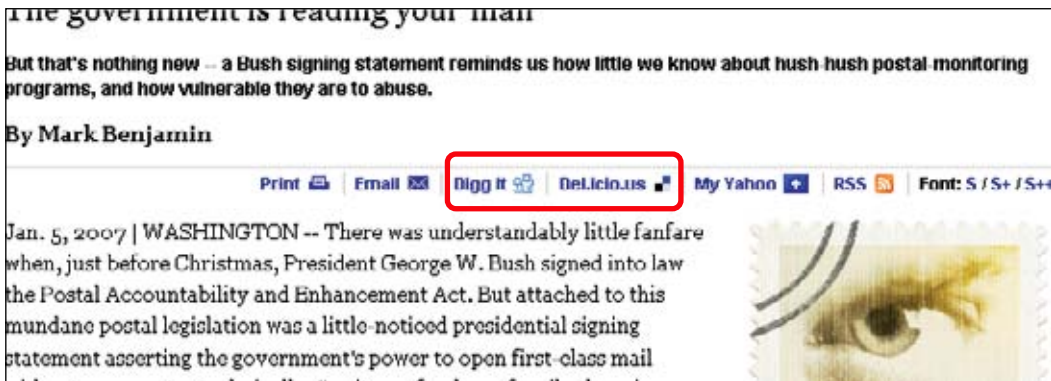 The government is reading your mail
But that's nothing new -- a Bush signing statement reminds us how little we know about hush-hush postal-monitoring
programs, and how vulnerable they are to abuse.
By Mark Benjamin
Print | Email | Digg it | Del.icio.us | My Yahoo | RSS | Font: S / S+ / S++
Jan. 5, 2007 | WASHINGTON -- There was understandably little fanfare
when, just before Christmas, President George W. Bush signed into law
the Postal Accountability and Enhancement Act. But attached to this
mundane postal legislation was a little-noticed presidential signing
statement asserting the government's power to open first-class mail